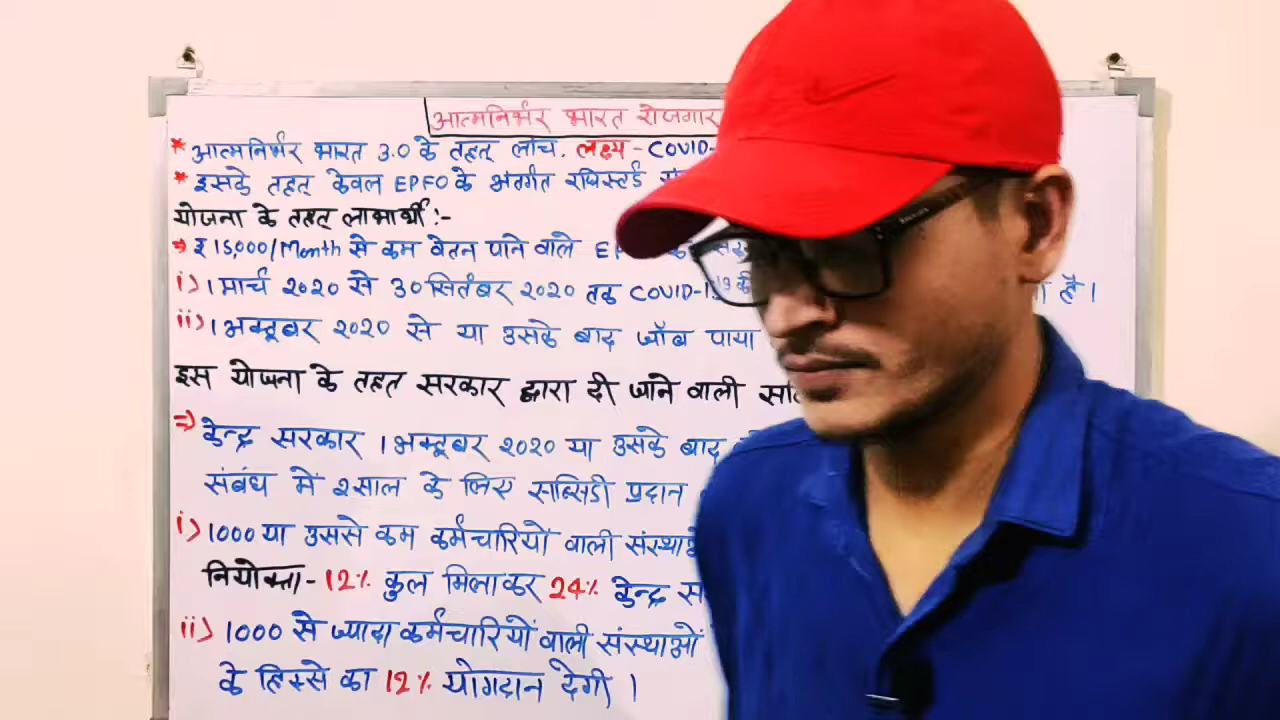 आत्मनिर्भर भारत रोजगार
* आत्मनिर्भर भारत 3.0 के तहत् लांच. लक्ष्य - COVID-
* इसके तहत् केवल EPFO के अंतर्गत रजिस्टर्ड
योजना के तहत् लाभार्थी :-
⇒ ₹15,000/Month से कम वेतन पाने वाले
i) 1 मार्च 2020 से 30 सितंबर 2020 तक COVID-19 की है।
ii) 1 अक्टूबर 2020 से या उसके बाद जॉब पाया
इस योजना के तहत सरकार द्वारा दी जाने वाली
⇒ केन्द्र सरकार 1 अक्टूबर 2020 या उसके बाद
संबंध में 2 साल के लिए सब्सिडी प्रदान
i) 1000 या उससे कम कर्मचारियों वाली संस्थाओं
नियोक्ता - 12% कुल मिलाकर 24% केन्द्र
ii) 1000 से ज्यादा कर्मचारियों वाली संस्थाओं
के हिस्से का 12% योगदान देगी ।